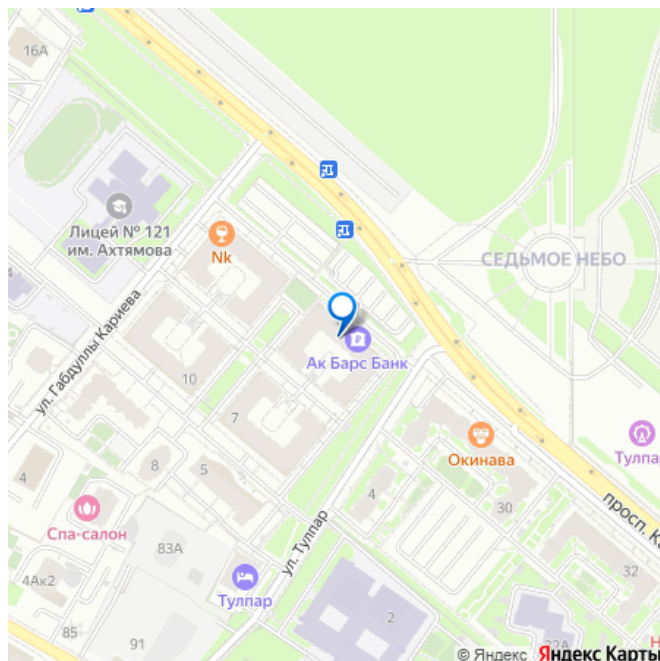 16А
Лицей № 121
им. Ахтямова
Nk
СЕДЬМОЕ НЕБО
ул. Габдуллы Кариева
Ак Барс Банк
10
7
Окинава
Тулпар
8
5
4
4
30
просп. К
Спа-салон
83А
ул. Тулпар
4Ак2
Тулпар
32
85
91
2
32А
Н
© Яндекс Яндекс Карты